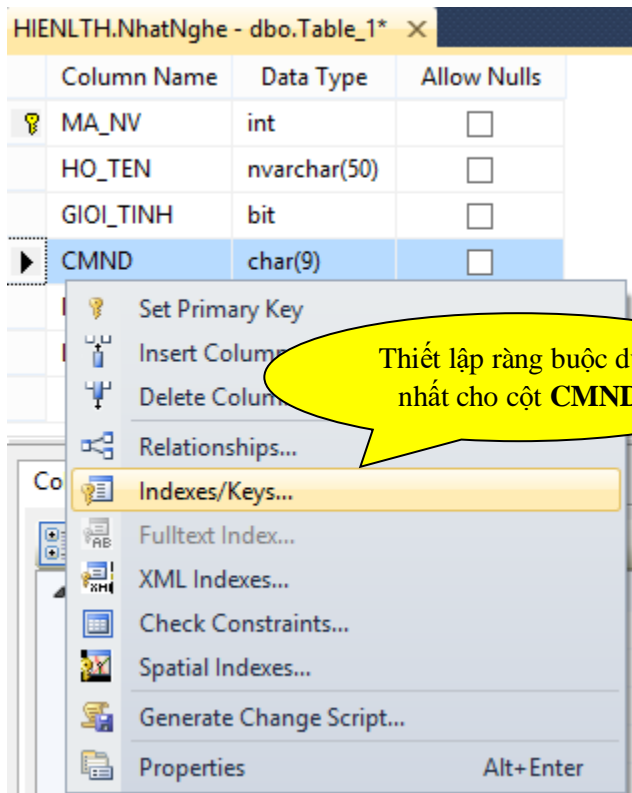 HIENLTH.NhatNghe - dbo.Table_1*
Column Name Data Type Allow Nulls
MA_NV int
HO_TEN nvarchar(50)
GIOI_TINH bit
CMND char(9)
Set Primary Key
Insert
Delete
Relationships...
Indexes/Keys...
Fulltext Index...
XML Indexes...
Check Constraints...
Spatial Indexes...
Generate Change Script...
Properties Alt+Enter
Thiết lập ràng buộc
nhất cho cột CMND
Co